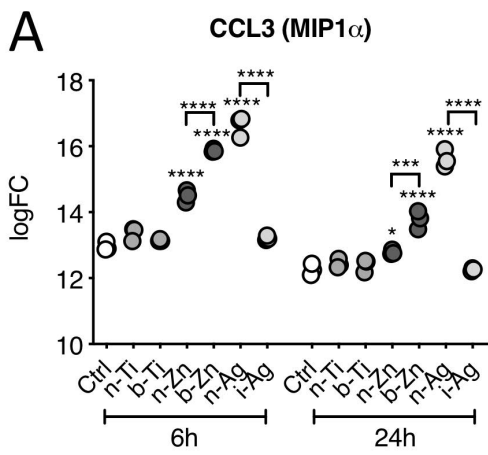 A
CCL3 (MIP1α)
logFC
18
16
14
12
10
****
****
****
****
****
****
***
****
****
*
Ctrl
n-Ti
b-Ti
n-Zn
b-Zn
n-Ag
i-Ag
Ctrl
n-Ti
b-Ti
n-Zn
b-Zn
n-Ag
i-Ag
6h
24h